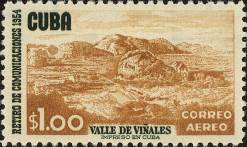 CUBA
RETIRO DE COMUNICACIONES 1954
CORREO
AEREO
$1.00
VALLE DE VIÑALES
IMPRESO EN CUBA